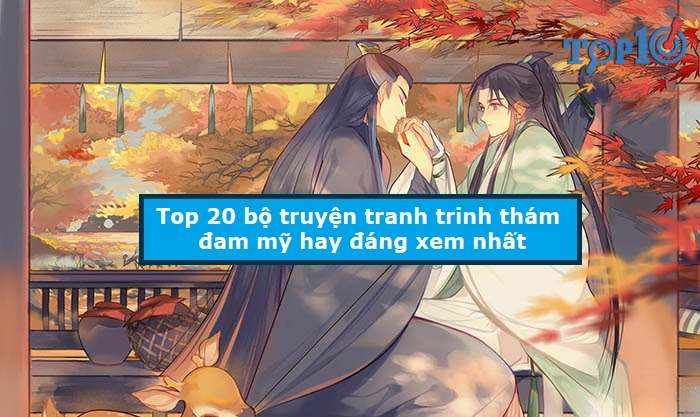 TOP10
Top 20 bộ truyện tranh trinh thám
đam mỹ hay đáng xem nhất